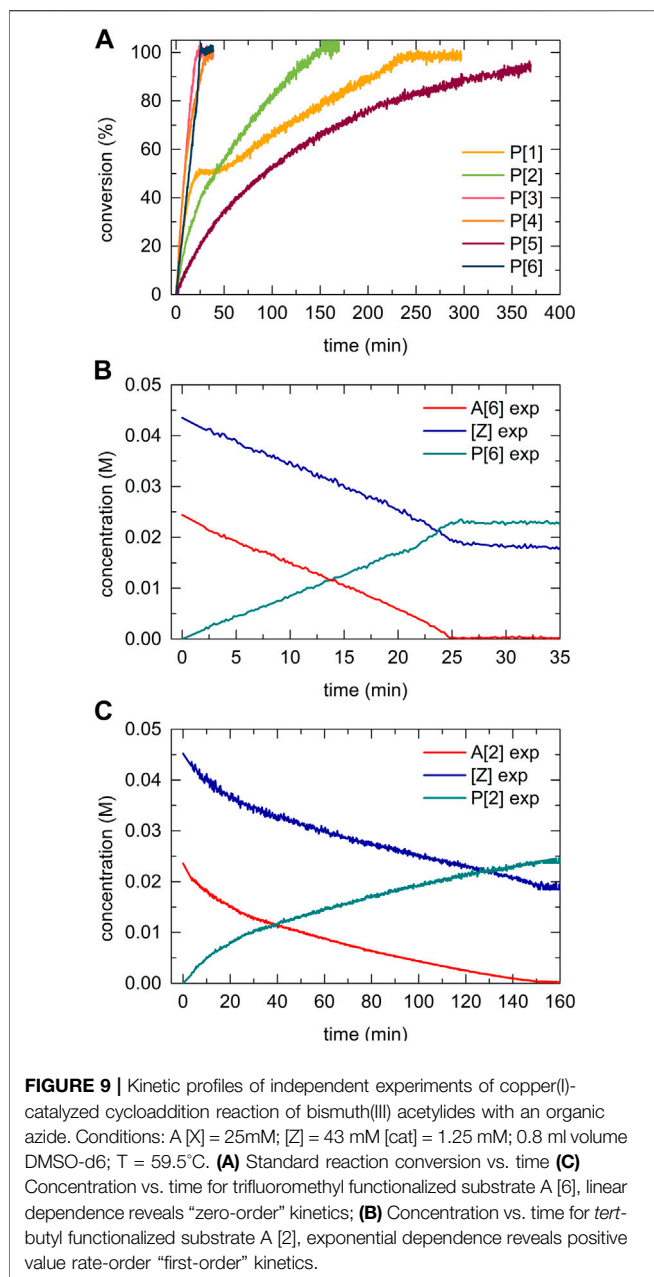 A
conversion (%)
100
80
60
40
20
0
P[1]
P[2]
P[3]
P[4]
P[5]
P[6]
0 50 100 150 200 250 300 350 400
time (min)
B
concentration (M)
0.05
0.04
0.03
0.02
0.01
0.00
A[6] exp
[Z] exp
P[6] exp
0 5 10 15 20 25 30 35
time (min)
C
concentration (M)
0.05
0.04
0.03
0.02
0.01
0.00
A[2] exp
[Z] exp
P[2] exp
0 20 40 60 80 100 120 140 160
time (min)
FIGURE 9 | Kinetic profiles of independent experiments of copper(I)-
catalyzed cycloaddition reaction of bismuth(III) acetylides with an organic
azide. Conditions: A [X] = 25mM; [Z] = 43 mM [cat] = 1.25 mM; 0.8 ml volume
DMSO-d6; T = 59.5°C. (A) Standard reaction conversion vs. time (C)
Concentration vs. time for trifluoromethyl functionalized substrate A [6], linear
dependence reveals “zero-order” kinetics; (B) Concentration vs. time for tert-
butyl functionalized substrate A [2], exponential dependence reveals positive
value rate-order “first-order” kinetics.